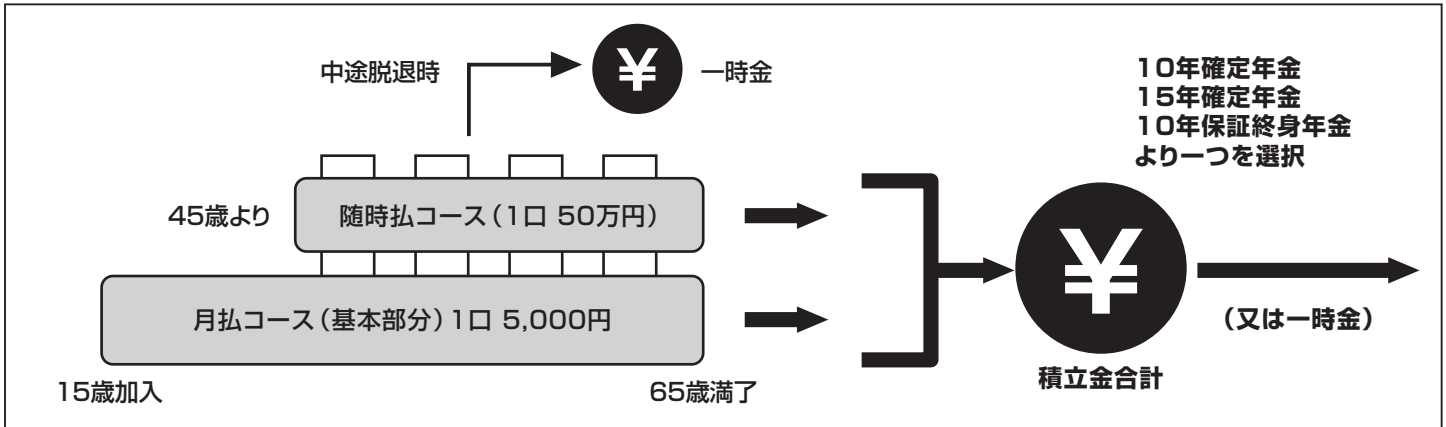 中途脱退時
¥
一時金
10年確定年金
15年確定年金
10年保証終身年金
より一つを選択
45歳より
随時払コース（1口 50万円）
月払コース（基本部分）1口 5,000円
15歳加入
65歳満了
¥
積立金合計
（又は一時金）